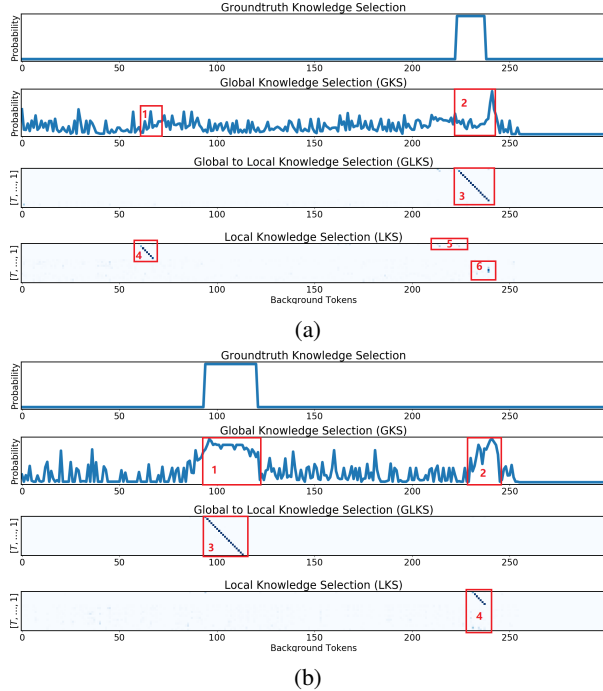 Groundtruth Knowledge Selection
Probability
0 50 100 150 200 250
Global Knowledge Selection (GKS)
Probability
1
2
0 50 100 150 200 250
Global to Local Knowledge Selection (GLKS)
[T, ..., 1]
3
0 50 100 150 200 250
Local Knowledge Selection (LKS)
[T, ..., 1]
4
5
6
0 50 100 150 200 250
Background Tokens
(a)
Groundtruth Knowledge Selection
Probability
0 50 100 150 200 250
Global Knowledge Selection (GKS)
Probability
1
2
0 50 100 150 200 250
Global to Local Knowledge Selection (GLKS)
[T, ..., 1]
3
0 50 100 150 200 250
Local Knowledge Selection (LKS)
[T, ..., 1]
4
0 50 100 150 200 250
Background Tokens
(b)